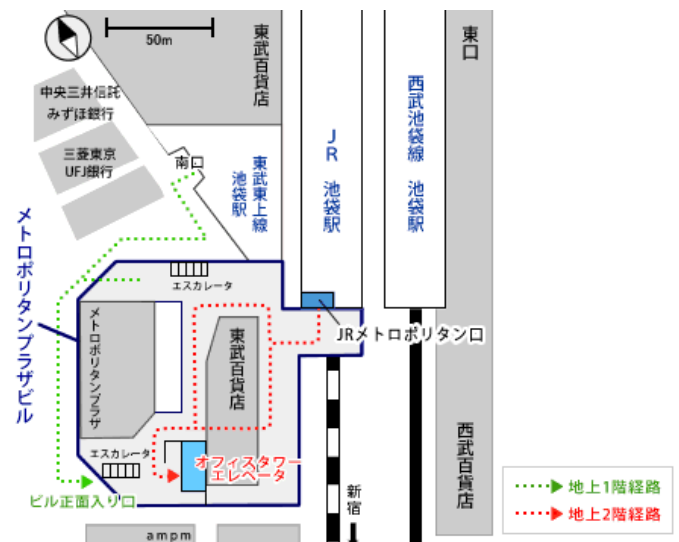 50m
東武百貨店
東口
中央三井信託
みずほ銀行
三菱東京
UFJ銀行
南口
東武東上線
池袋駅
JR 池袋駅
西武池袋線 池袋駅
メトロポリタンプラザビル
エスカレータ
JRメトロポリタン口
メトロポリタンプラザ
東武百貨店
エスカレータ
オフィスタワー
エレベータ
西武百貨店
ビル正面入り口
新宿
ampm
地上1階経路
地上2階経路